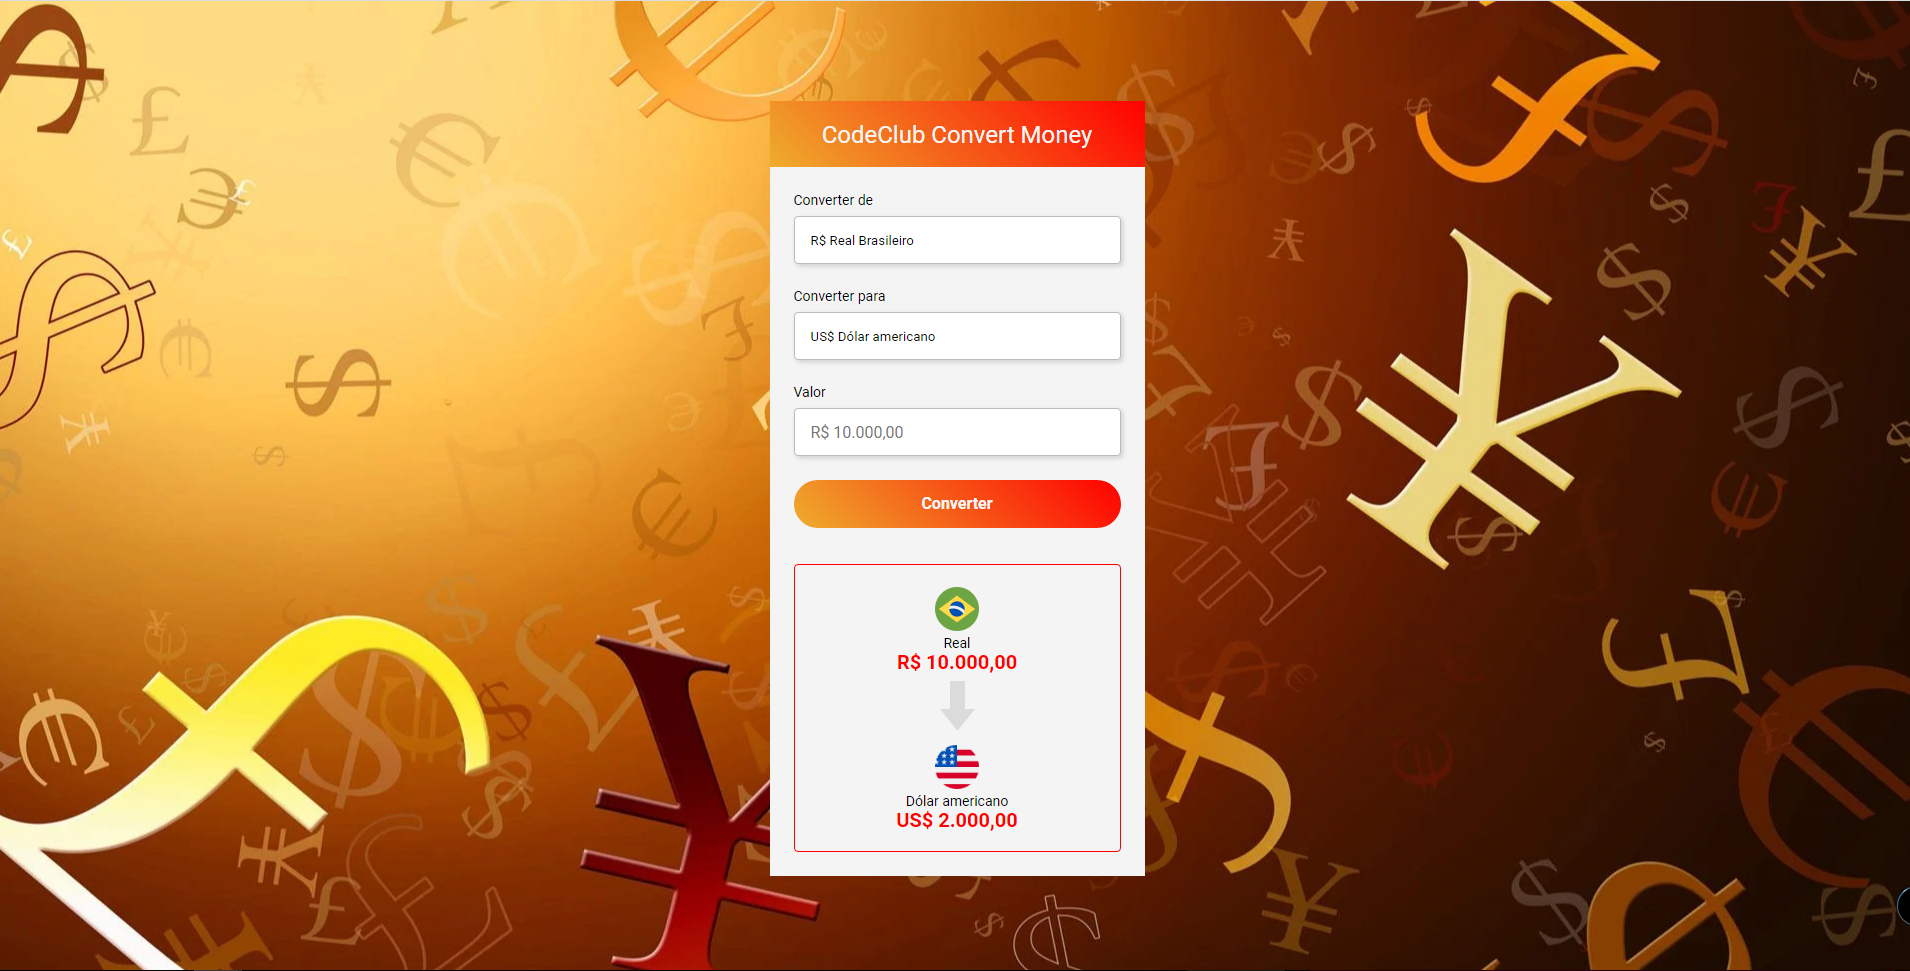 CodeClub Convert Money
Converter de
R$ Real Brasileiro
Converter para
US$ Dólar americano
Valor
R$ 10.000,00
Converter
Real
R$ 10.000,00
Dólar americano
US$ 2.000,00